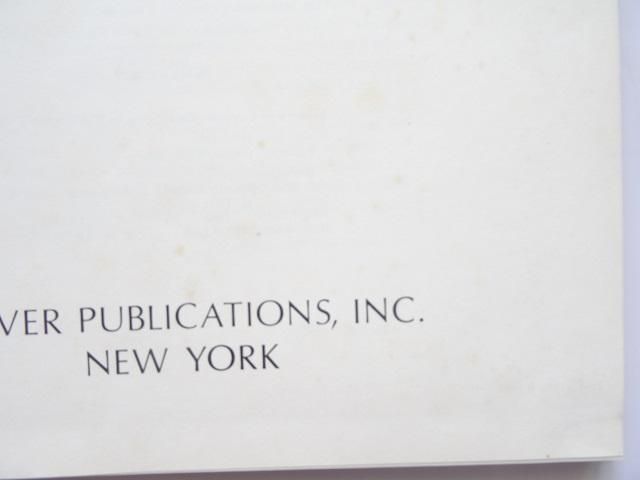 VER PUBLICATIONS, INC.
NEW YORK